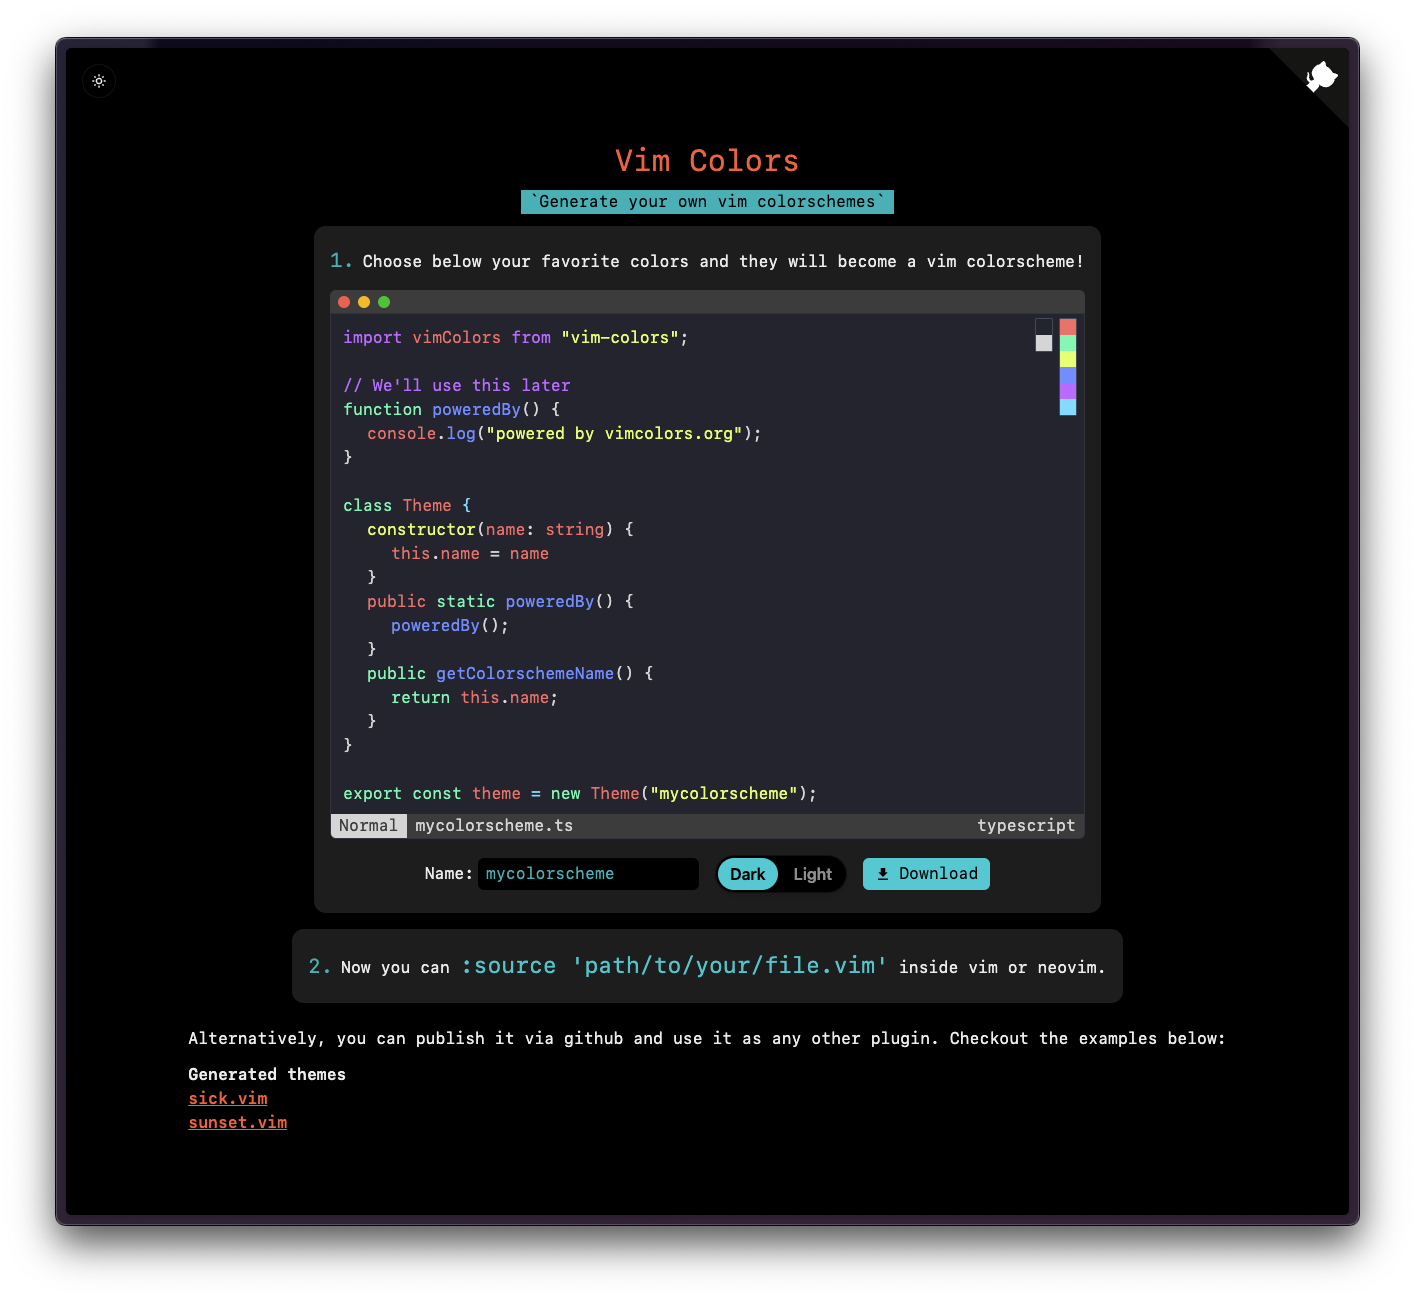 Vim Colors
`Generate your own vim colorschemes`
1. Choose below your favorite colors and they will become a vim colorscheme!
import vimColors from "vim-colors";
// We'll use this later
function poweredBy() {
console.log("powered by vimcolors.org");
}
class Theme {
constructor(name: string) {
this.name = name
}
public static poweredBy() {
poweredBy();
}
public getColorschemeName() {
return this.name;
}
}
export const theme = new Theme("mycolorscheme");
Normal mycolorscheme.ts typescript
Name: mycolorscheme Dark Light Download
2. Now you can :source 'path/to/your/file.vim' inside vim or neovim.
Alternatively, you can publish it via github and use it as any other plugin. Checkout the examples below:
Generated themes
sick.vim
sunset.vim